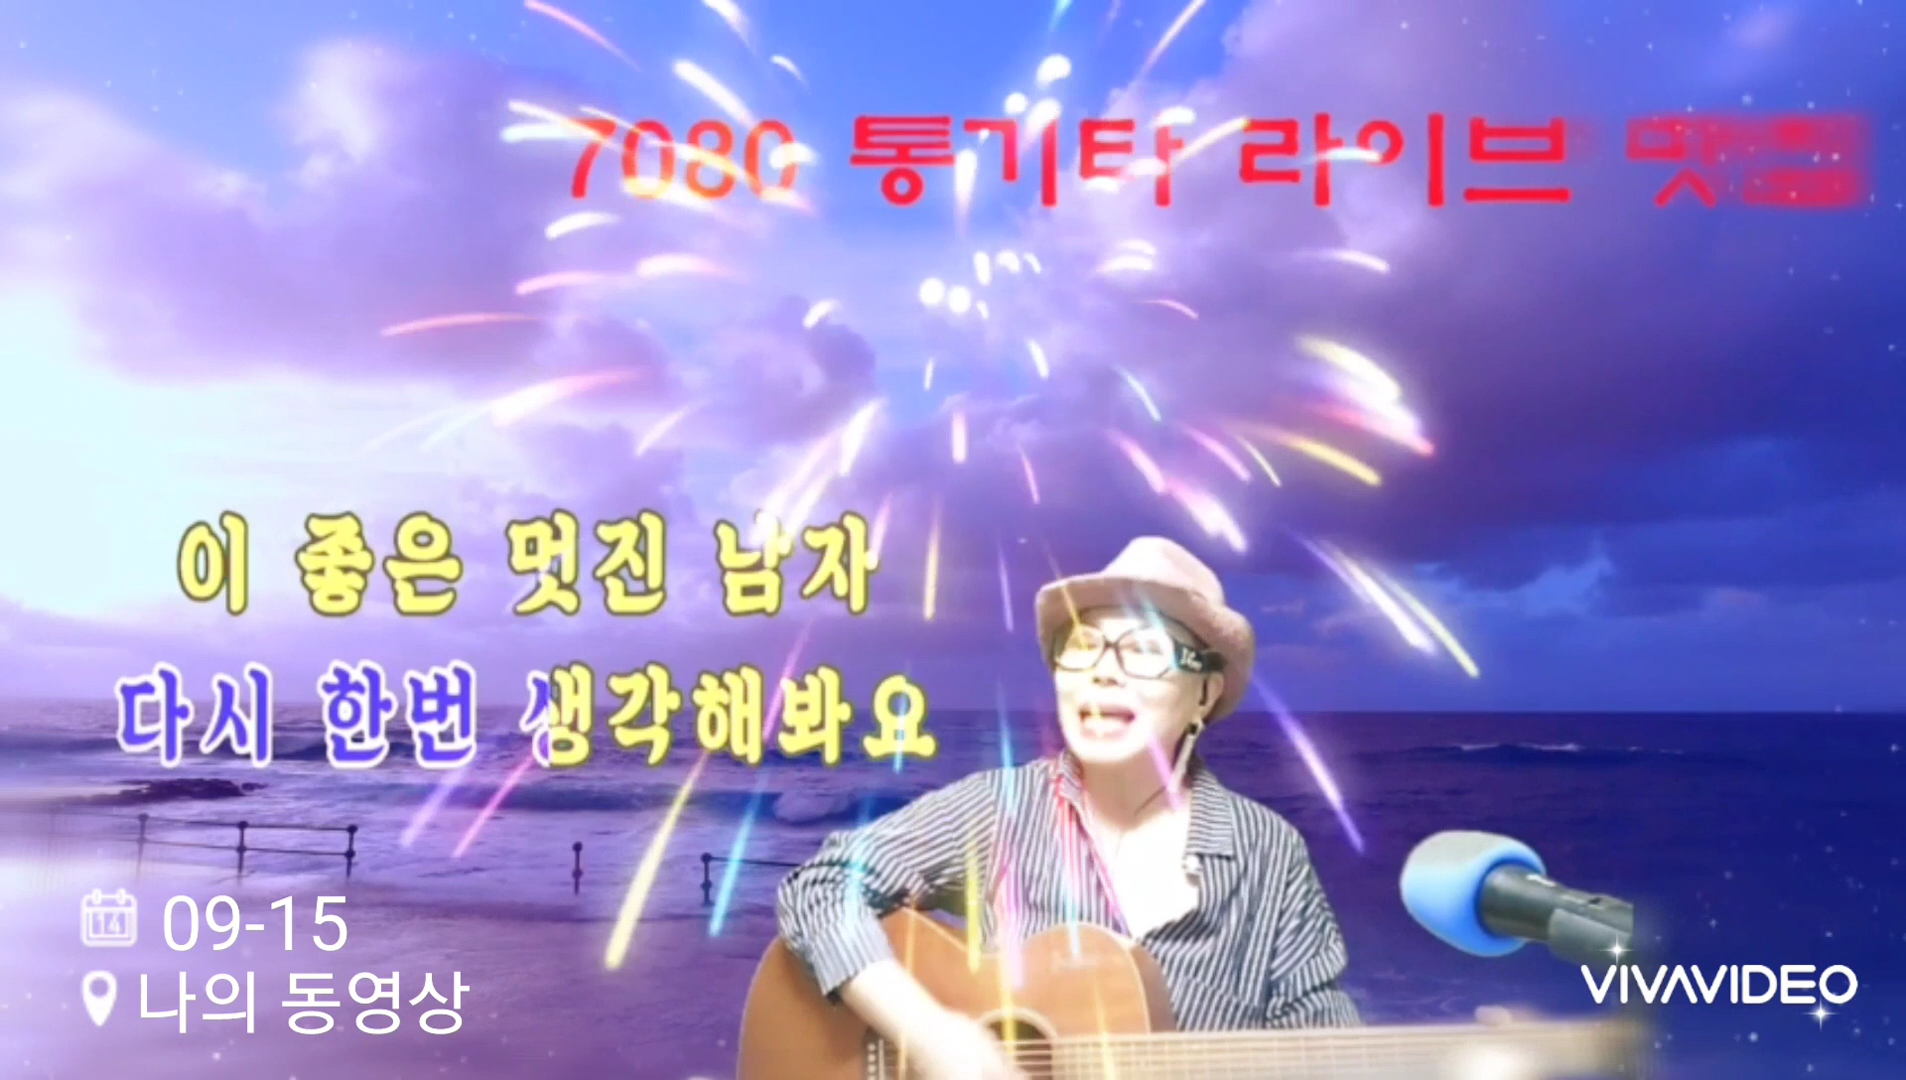 7080 통기타 라이브
이 좋은 멋진 남자
다시 한번 생각해봐요
14
09-15
나의 동영상
VIVAVIDEO